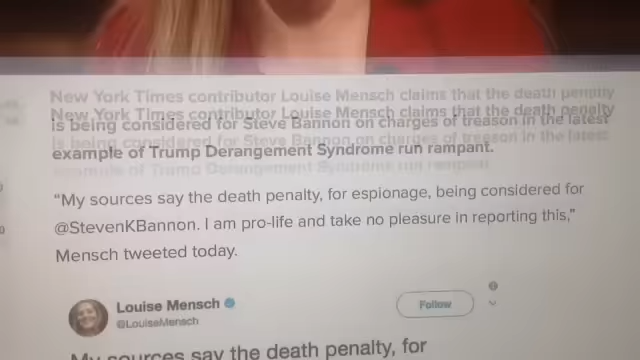 New York Times contributor Louise Mensch claims that the death penalty
is being considered for Steve Bannon on charges of treason in the latest
example of Trump Derangement Syndrome run rampant.
“My sources say the death penalty, for espionage, being considered for
@StevenKBannon. I am pro-life and take no pleasure in reporting this,”
Mensch tweeted today.
Louise Mensch
@LouiseMensch
Follow
My sources say the death penalty, for